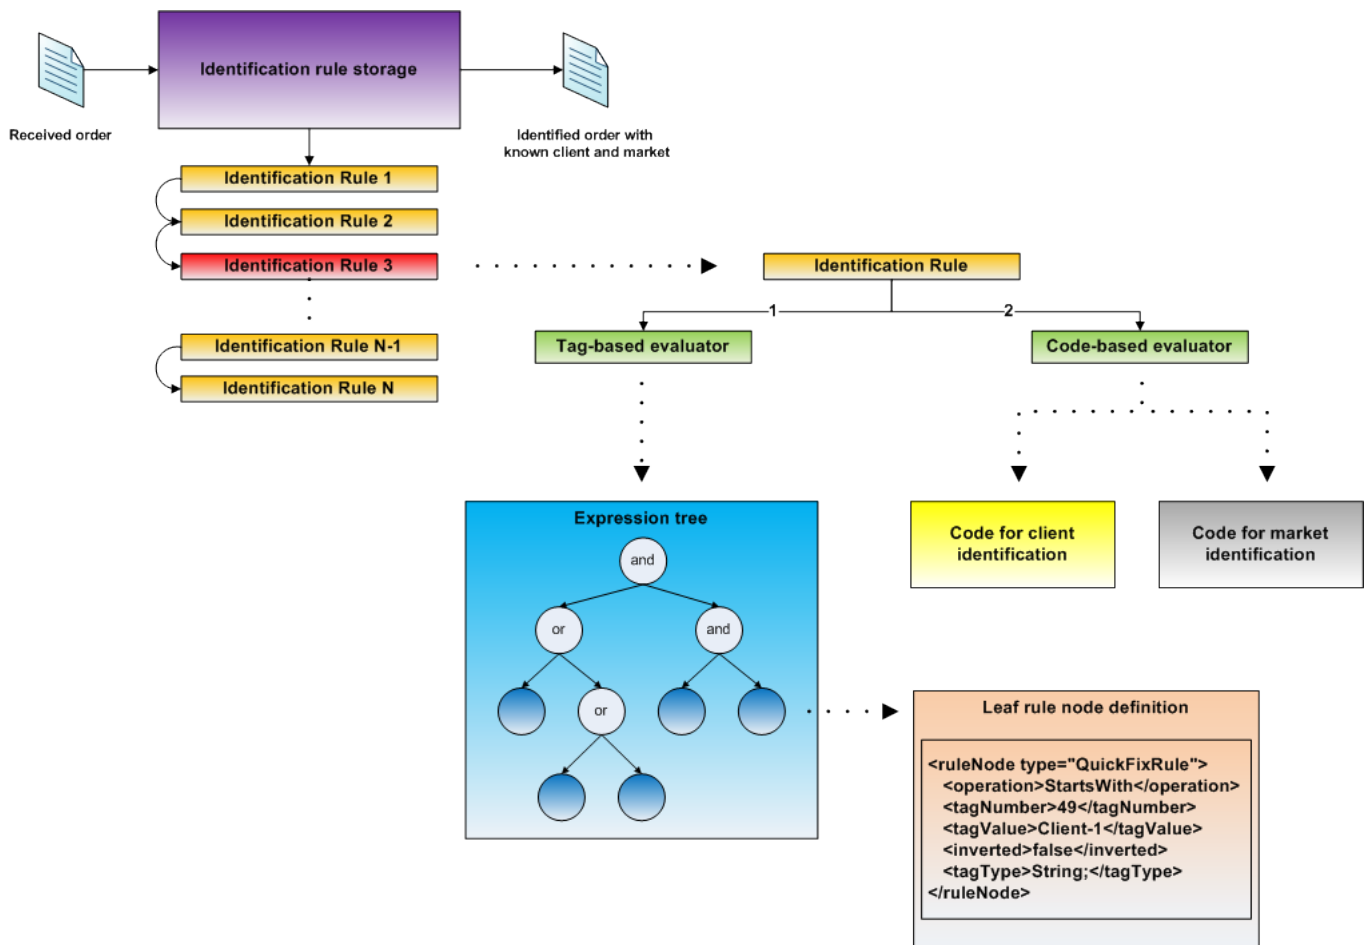 Identification rule storage
Received order
Identified order with
known client and market
Identification Rule 1
Identification Rule 2
Identification Rule 3
Identification Rule N-1
Identification Rule N
Identification Rule
1
2
Tag-based evaluator
Code-based evaluator
Expression tree
and
or
and
or
Code for client
identification
Code for market
identification
Leaf rule node definition
<ruleNode type="QuickFixRule">
<operation>StartsWith</operation>
<tagNumber>49</tagNumber>
<tagValue>Client-1</tagValue>
<inverted>false</inverted>
<tagType>String;</tagType>
</ruleNode>